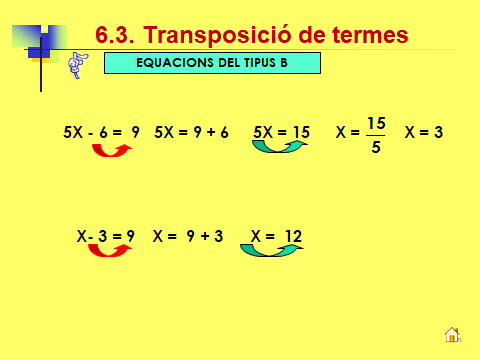 6.3. Transposició de termes
EQUACIONS DEL TIPUS B
5X - 6 = 9 5X = 9 + 6 5X = 15 X = 15/5 X = 3
X- 3 = 9 X = 9 + 3 X = 12